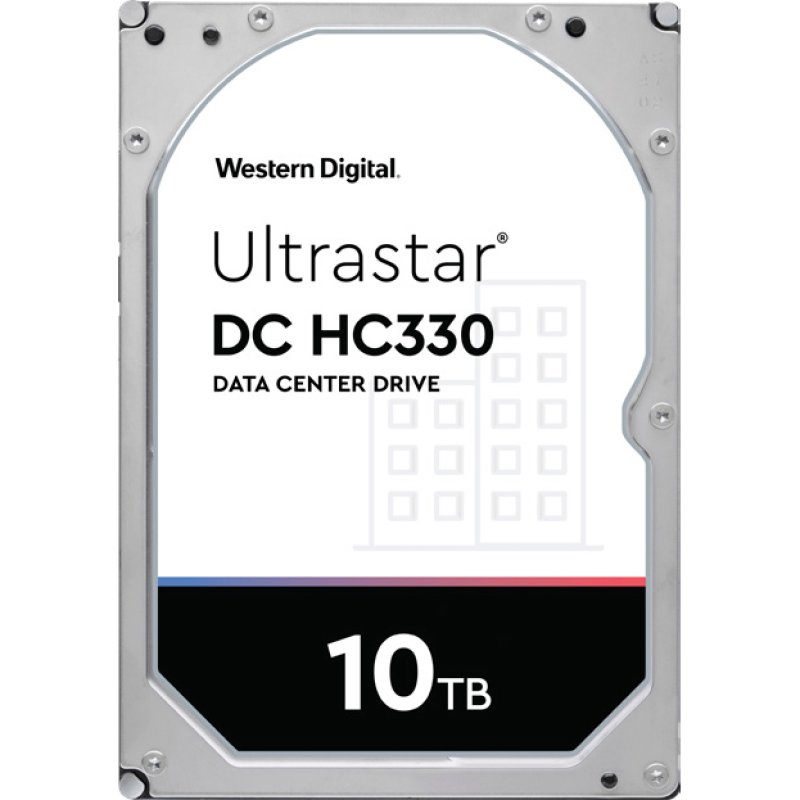 Western Digital.
Ultrastar®
DC HC330
DATA CENTER DRIVE
10TB